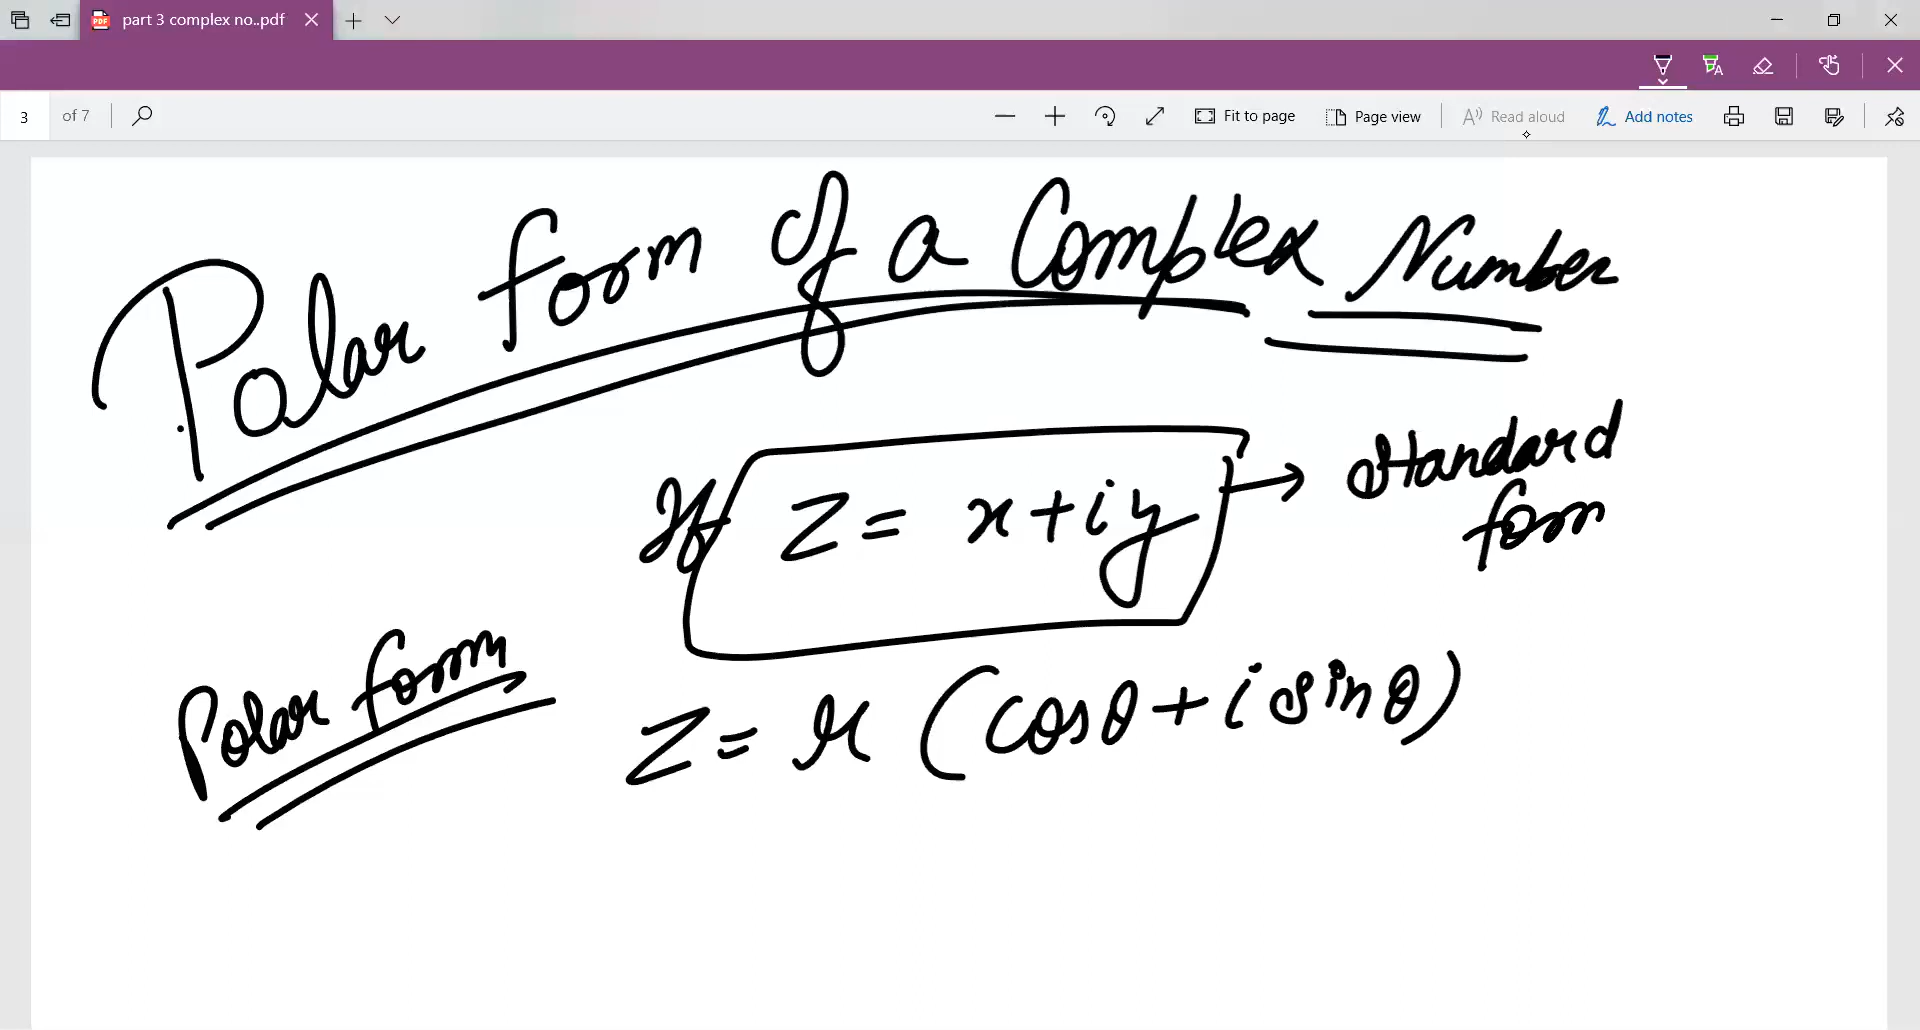 part 3 complex no..pdf
3 of 7
Fit to page
Page view
Read aloud
Add notes
Polar form of a Complex Number
If z = x+iy → Standard form
Polar form z = r (cosθ + i sinθ)